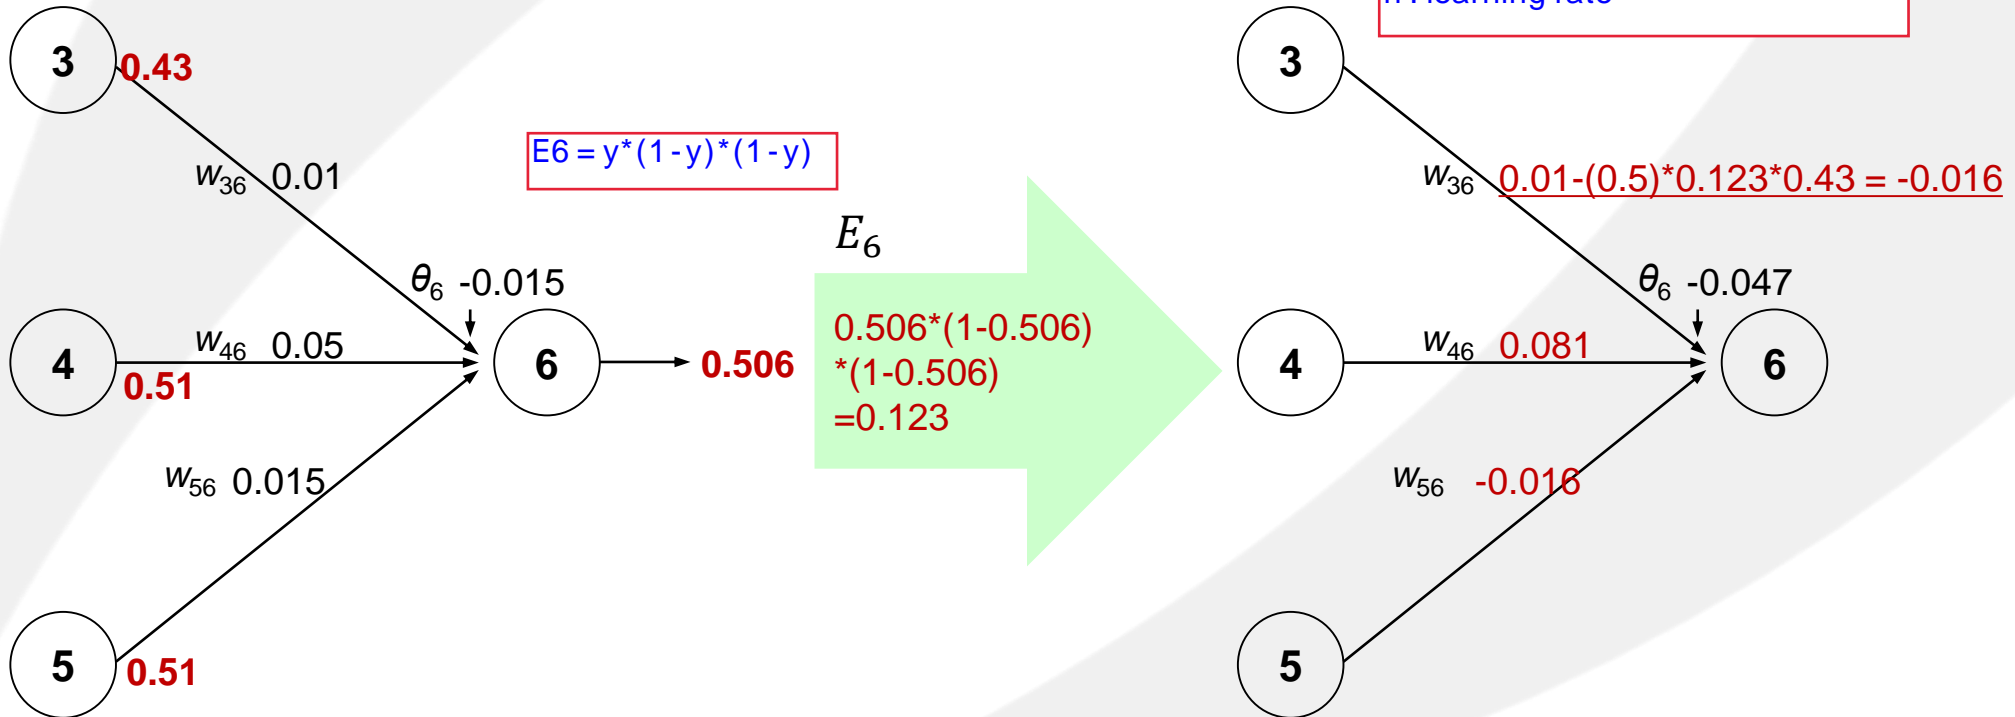 3
0.43
w36 0.01
E6 = y*(1-y)*(1-y)
θ6 -0.015
4
0.51
w46 0.05
6
0.506
w56 0.015
5
0.51
E6
0.506*(1-0.506)
*(1-0.506)
=0.123
learning rate
3
w36 0.01-(0.5)*0.123*0.43 = -0.016
θ6 -0.047
4
w46 0.081
6
w56 -0.016
5